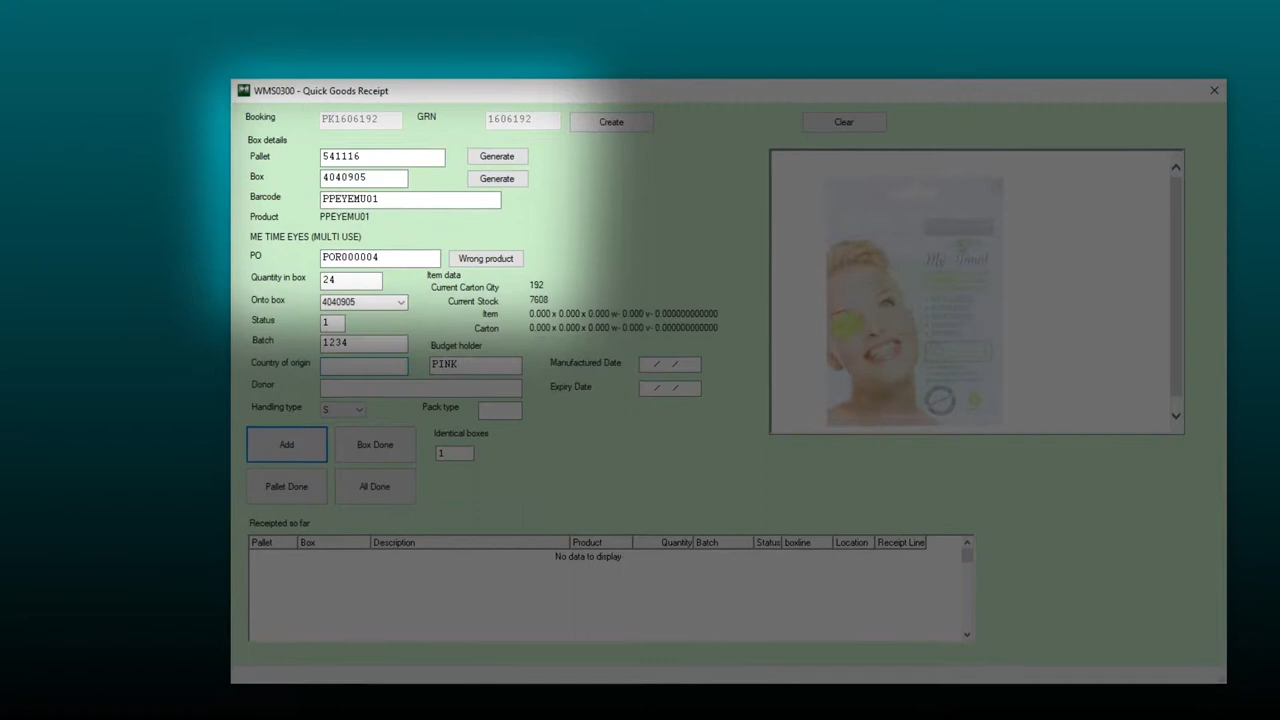 WMS0300 - Quick Goods Receipt
Booking PK1606192 GRN 1606192 Create Clear
Box details
Pallet 541116 Generate
Box 4040905 Generate
Barcode PPEYEMU01
Product PPEYEMU01
ME TIME EYES (MULTI USE)
PO POR000004 Wrong product
Quantity in box 24 Item data
Current Carton Qty 192
Onto box 4040905 Current Stock 7608
Item 0.000 x 0.000 x 0.000 w- 0.000 v- 0.000000000000
Status 1 Carton 0.000 x 0.000 x 0.000 w- 0.000 v- 0.000000000000
Batch 1234 Budget holder
Country of origin PINK Manufactured Date / /
Donor Expiry Date / /
Handling type S Pack type
Add Box Done Identical boxes
1
Pallet Done All Done
Receipted so far
Pallet Box Description Product Quantity Batch Status boxline Location Receipt Line
No data to display
Me Time!